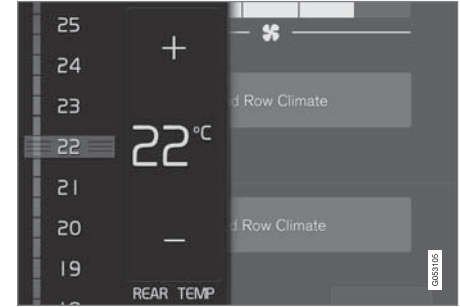 25
24
23
22
21
20
19
+
22°C
−
REAR TEMP
d Row Climate
d Row Climate
G053105